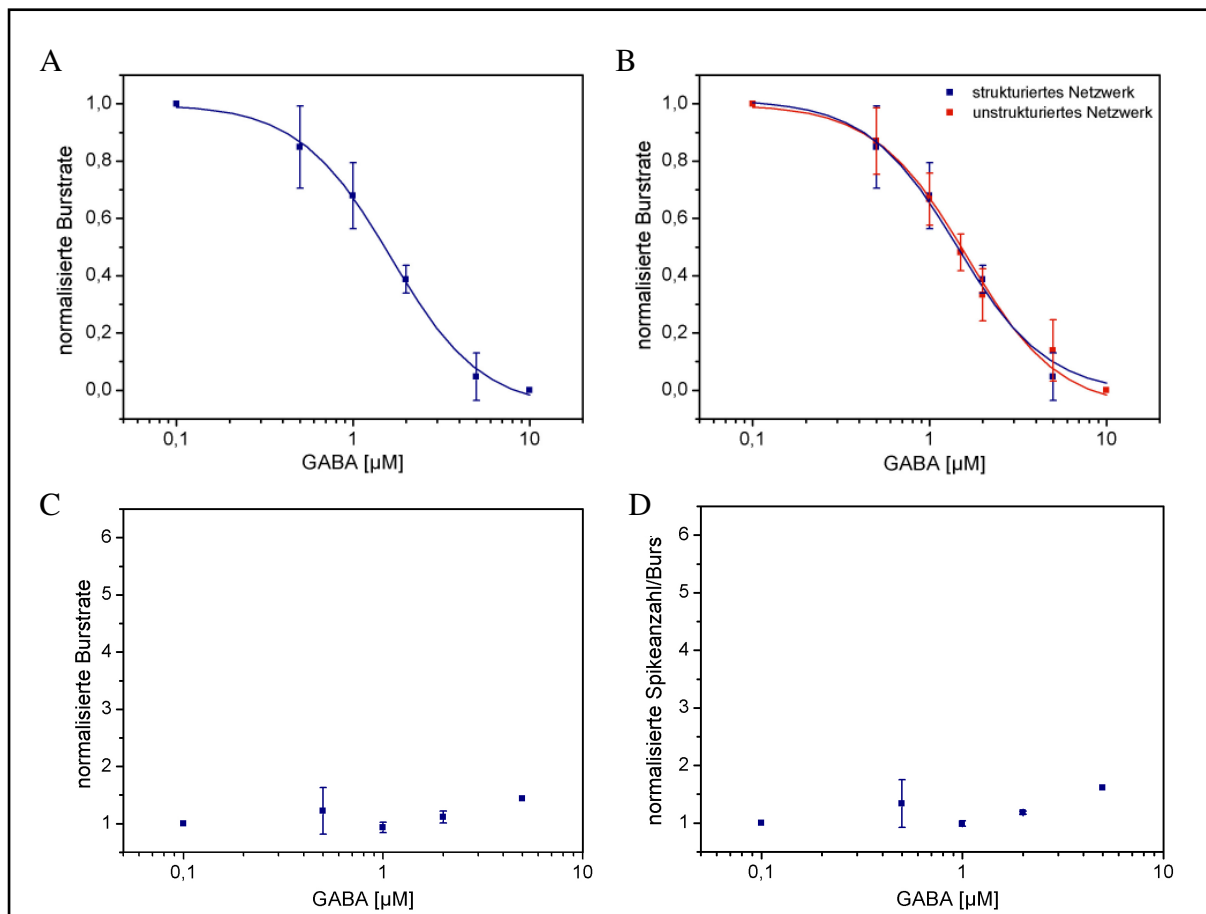 A
normalisierte Burstrate
1,0
0,8
0,6
0,4
0,2
0,0
0,1
1
10
GABA [µM]
B
normalisierte Burstrate
strukturiertes Netzwerk
unstrukturiertes Netzwerk
1,0
0,8
0,6
0,4
0,2
0,0
0,1
1
10
GABA [µM]
C
normalisierte Burstrate
6
5
4
3
2
1
0,1
1
10
GABA [µM]
D
normalisierte Spikeanzahl/Burs
6
5
4
3
2
1
0,1
1
10
GABA [µM]